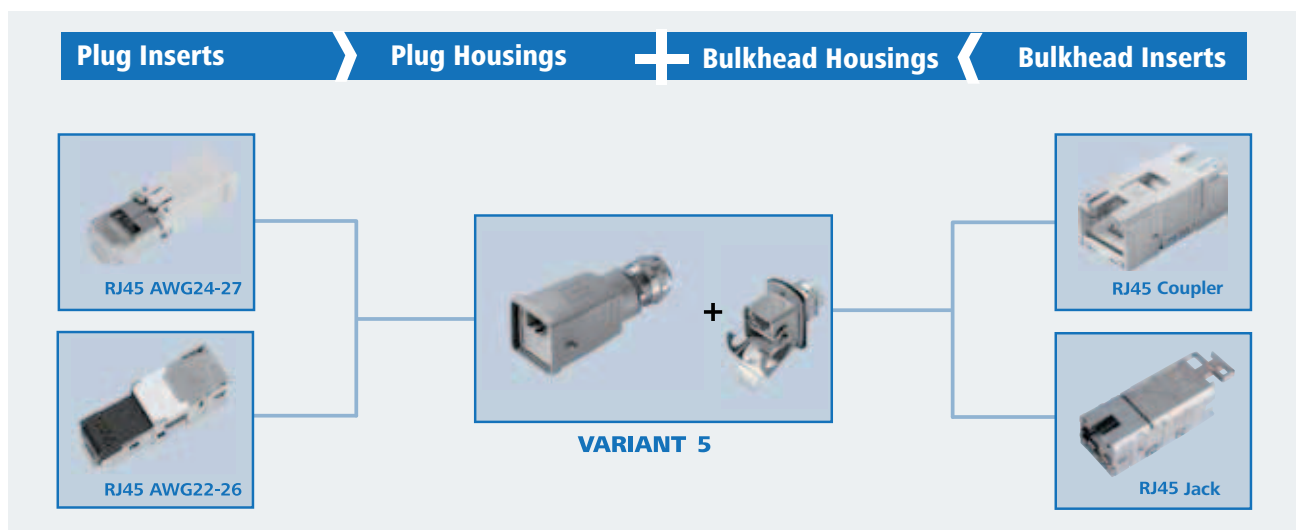 Plug Inserts
Plug Housings
Bulkhead Housings
Bulkhead Inserts
RJ45 AWG24-27
RJ45 AWG22-26
+
VARIANT 5
RJ45 Coupler
RJ45 Jack